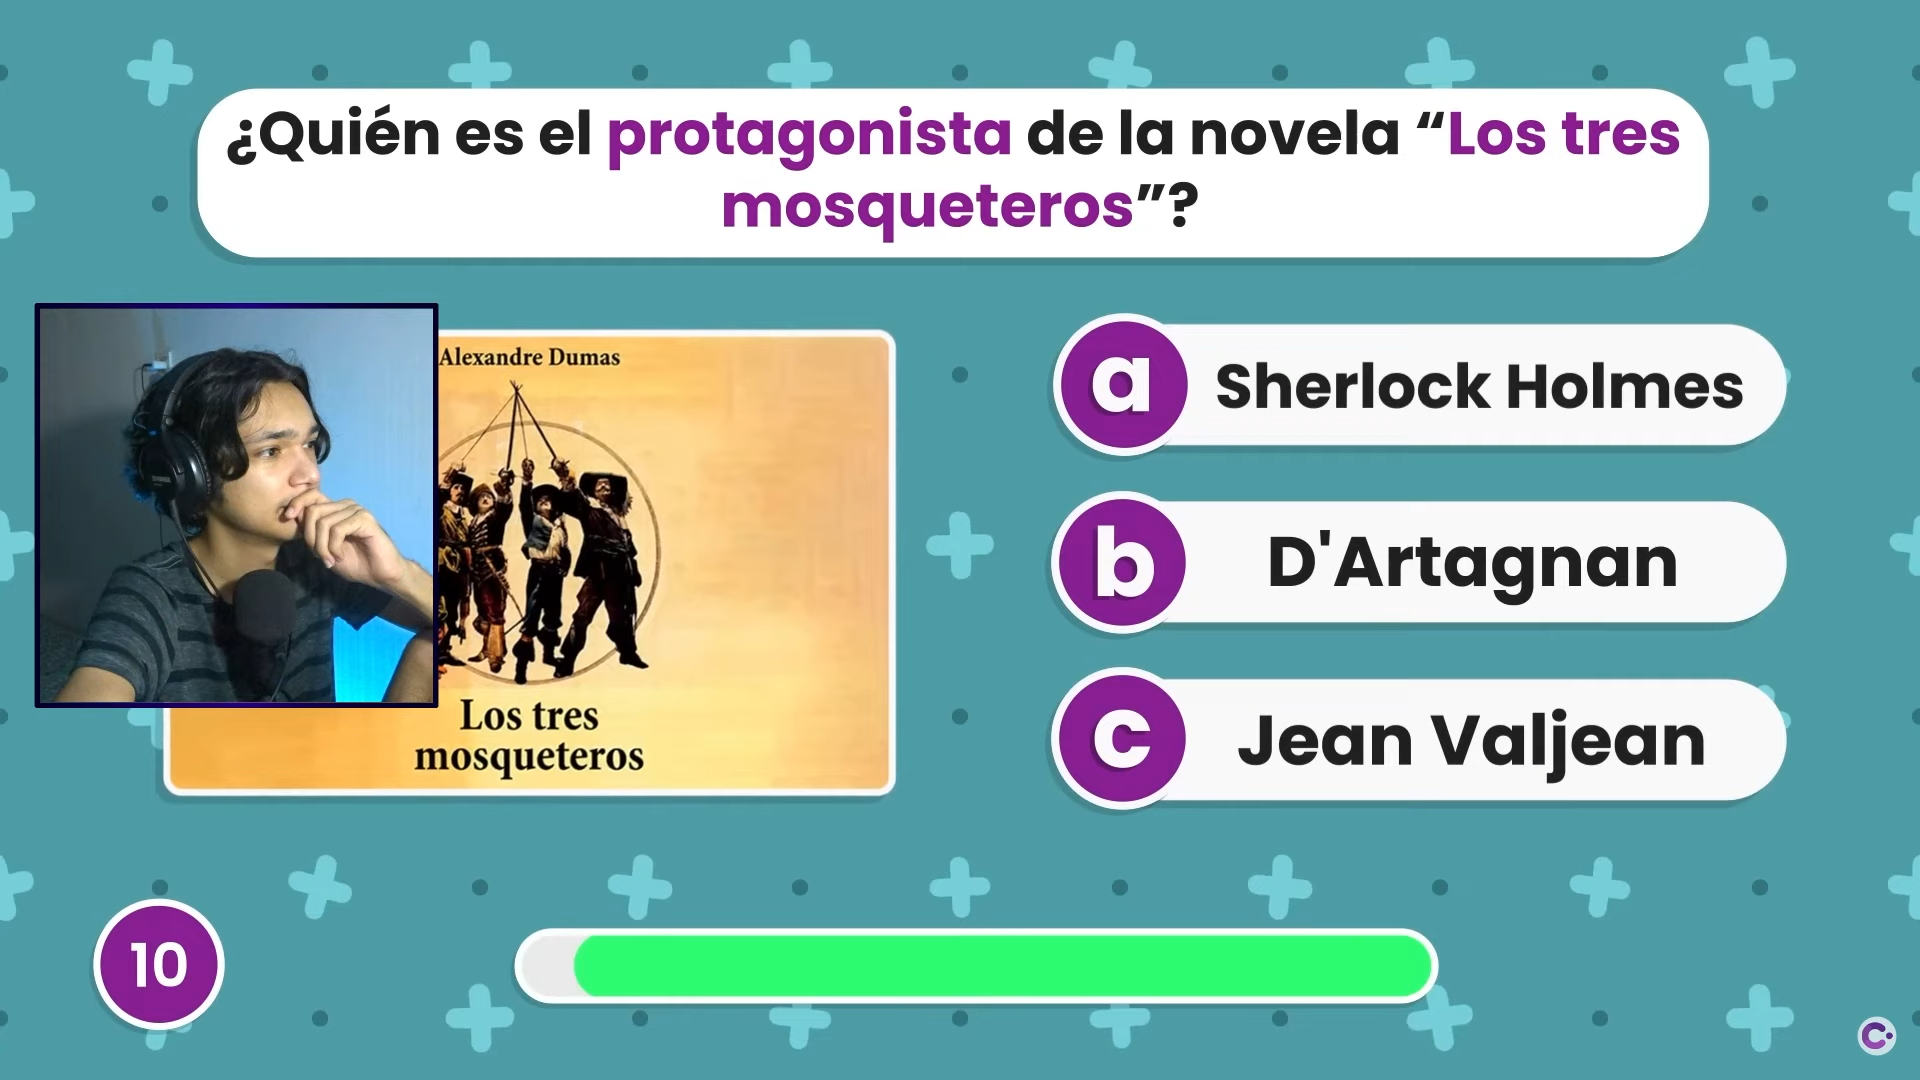 ¿Quién es el protagonista de la novela “Los tres
mosqueteros”?
Alexandre Dumas
Los tres
mosqueteros
a Sherlock Holmes
b D'Artagnan
c Jean Valjean
10